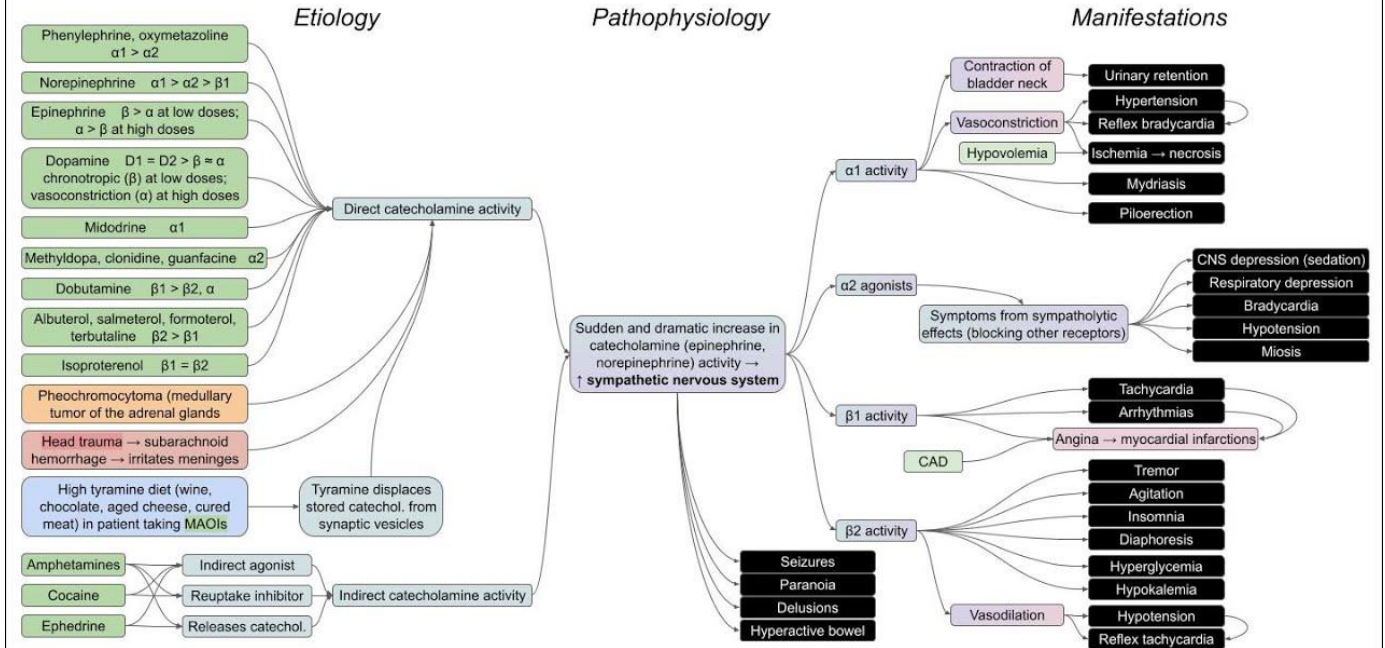 Etiology
Pathophysiology
Manifestations
Phenylephrine, oxymetazoline
α1 > α2
Norepinephrine α1 > α2 > β1
Epinephrine β > α at low doses;
α > β at high doses
Dopamine D1 = D2 > β ≈ α
chronotropic (β) at low doses;
vasoconstriction (α) at high doses
Midodrine α1
Methyldopa, clonidine, guanfacine α2
Dobutamine β1 > β2, α
Albuterol, salmeterol, formoterol,
terbutaline β2 > β1
Isoproterenol β1 = β2
Pheochromocytoma (medullary
tumor of the adrenal glands
Head trauma → subarachnoid
hemorrhage → irritates meninges
High tyramine diet (wine,
chocolate, aged cheese, cured
meat) in patient taking MAOIs
Tyramine displaces
stored catechol. from
synaptic vesicles
Amphetamines
Cocaine
Ephedrine
Indirect agonist
Reuptake inhibitor
Releases catechol.
Direct catecholamine activity
Indirect catecholamine activity
Sudden and dramatic increase in
catecholamine (epinephrine,
norepinephrine) activity →
↑ sympathetic nervous system
Seizures
Paranoia
Delusions
Hyperactive bowel
α1 activity
Contraction of
bladder neck
Urinary retention
Vasoconstriction
Hypertension
Reflex bradycardia
Hypovolemia
Ischemia → necrosis
Mydriasis
Piloerection
α2 agonists
Symptoms from sympatholytic
effects (blocking other receptors)
CNS depression (sedation)
Respiratory depression
Bradycardia
Hypotension
Miosis
β1 activity
Tachycardia
Arrhythmias
Angina → myocardial infarctions
CAD
β2 activity
Tremor
Agitation
Insomnia
Diaphoresis
Hyperglycemia
Hypokalemia
Vasodilation
Hypotension
Reflex tachycardia